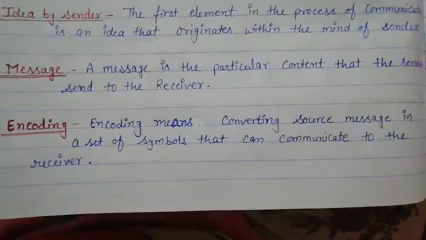 Idea by sender - The first element in the process of Communica
is an idea that originates within the mind of sender
Message - A message is the particular content that the sende
send to the Receiver.
Encoding - Encoding means Converting source message in
a set of symbols that can communicate to the
receiver.